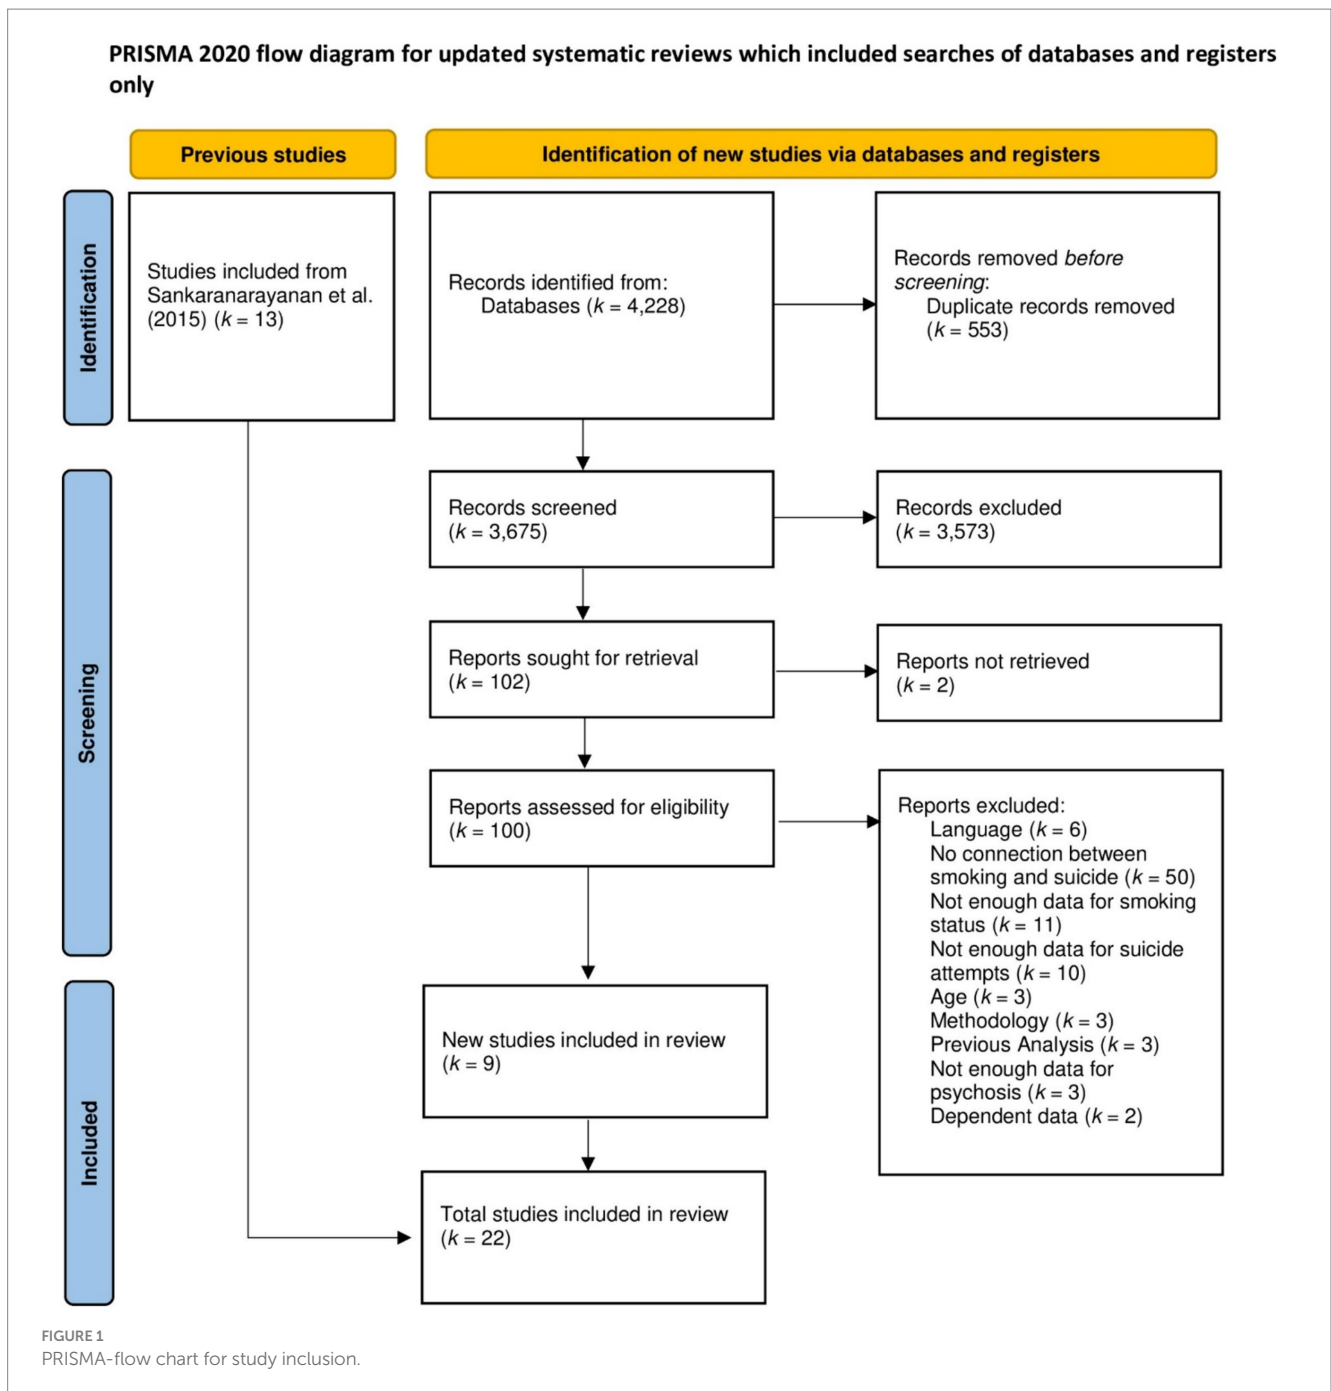 PRISMA 2020 flow diagram for updated systematic reviews which included searches of databases and registers
only
Previous studies
Identification of new studies via databases and registers
Identification
Studies included from
Sankaranarayanan et al.
(2015) (k = 13)
Records identified from:
Databases (k = 4,228)
Records removed before
screening:
Duplicate records removed
(k = 553)
Screening
Records screened
(k = 3,675)
Records excluded
(k = 3,573)
Reports sought for retrieval
(k = 102)
Reports not retrieved
(k = 2)
Reports assessed for eligibility
(k = 100)
Reports excluded:
Language (k = 6)
No connection between
smoking and suicide (k = 50)
Not enough data for smoking
status (k = 11)
Not enough data for suicide
attempts (k = 10)
Age (k = 3)
Methodology (k = 3)
Previous Analysis (k = 3)
Not enough data for
psychosis (k = 3)
Dependent data (k = 2)
Included
New studies included in review
(k = 9)
Total studies included in review
(k = 22)
FIGURE 1
PRISMA-flow chart for study inclusion.